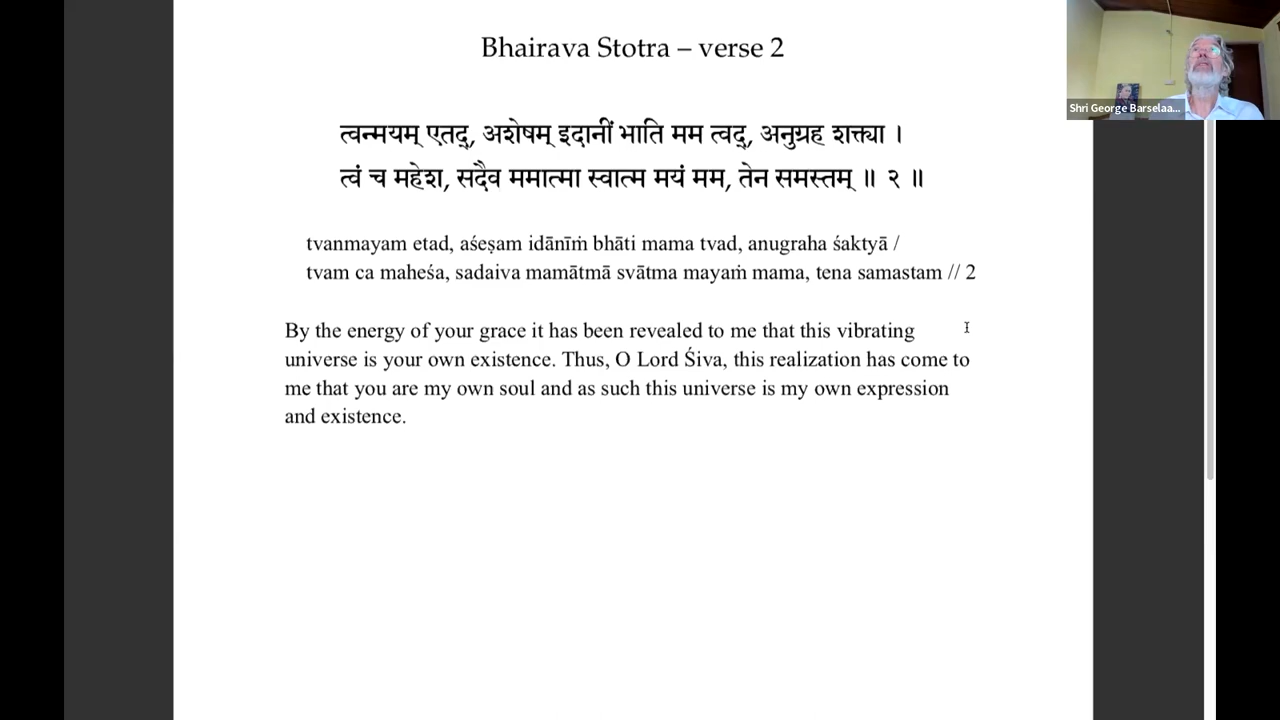 Bhairava Stotra – verse 2
Shri George Barselaa...
त्वन्मयम् एतद्, अशेषम् इदानीं भाति मम त्वद्, अनुग्रह शक्त्या ।
त्वं च महेश, सदैव ममात्मा स्वात्म मयं मम, तेन समस्तम् ॥ २ ॥
tvanmayam etad, aśeṣam idānīṁ bhāti mama tvad, anugraha śaktyā /
tvam ca maheśa, sadaiva mamātmā svātma mayaṁ mama, tena samastam // 2
By the energy of your grace it has been revealed to me that this vibrating
universe is your own existence. Thus, O Lord Śiva, this realization has come to
me that you are my own soul and as such this universe is my own expression
and existence.